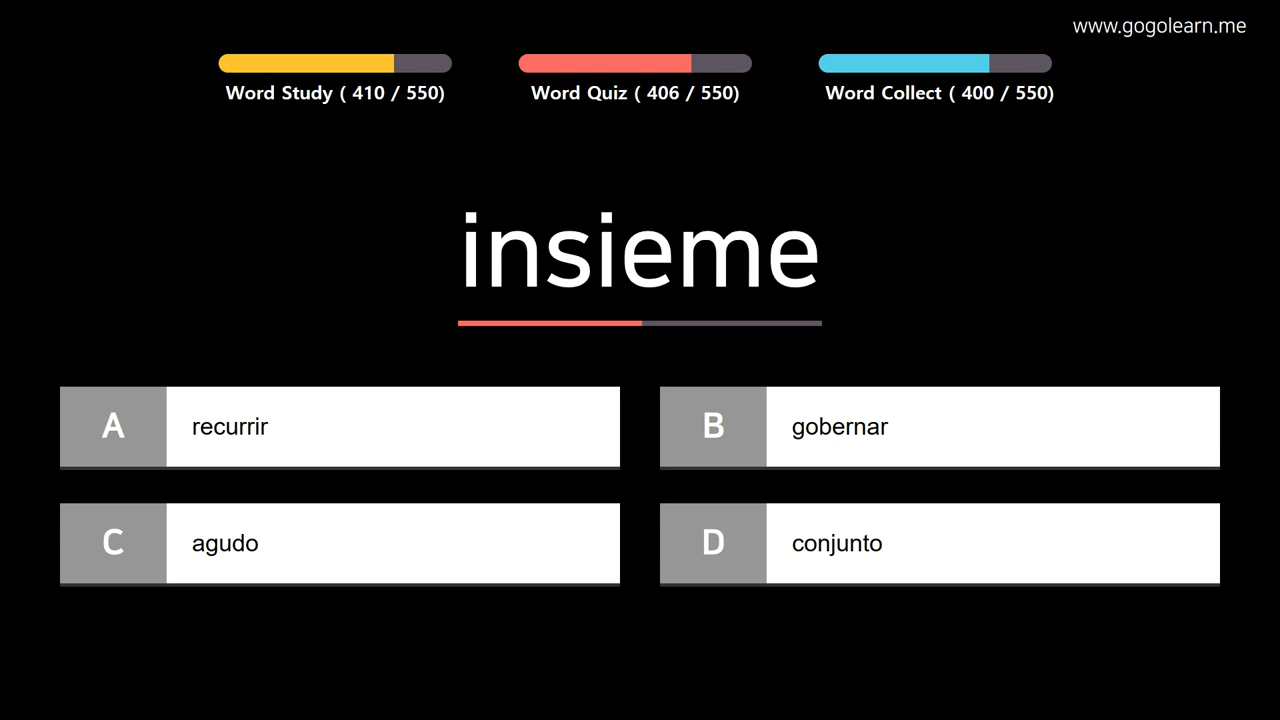 www.gogolearn.me
Word Study ( 410 / 550)
Word Quiz ( 406 / 550)
Word Collect ( 400 / 550)
insieme
A recurrir
B gobernar
C agudo
D conjunto